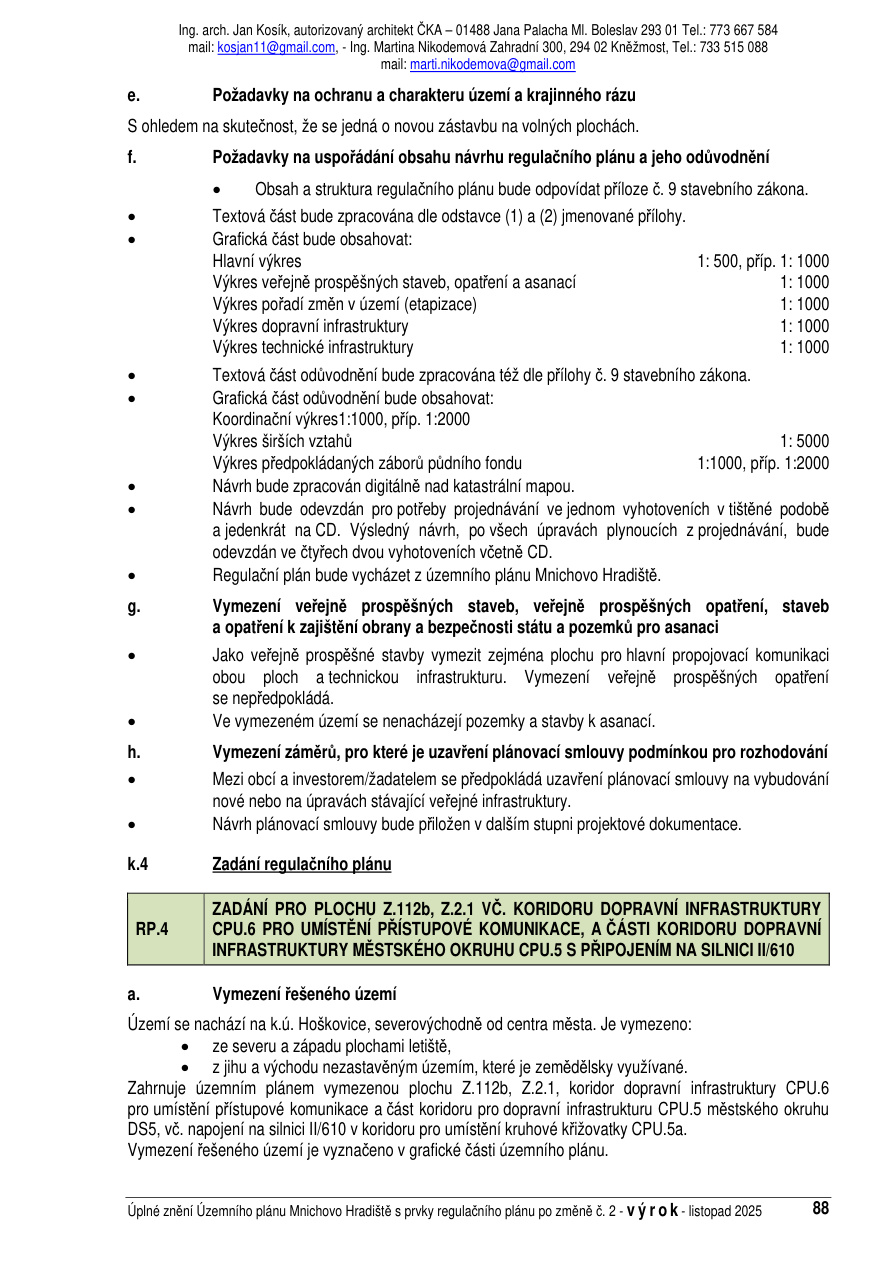 Ing. arch. Jan Kosík, autorizovaný architekt ČKA – 01488 Jana Palacha Ml. Boleslav 293 01 Tel.: 773 667 584
mail: kosjan11@gmail.com, - Ing. Martina Nikodemová Zahradní 300, 294 02 Kněžmost, Tel.: 733 515 088
mail: marti.nikodemova@gmail.com
e. Požadavky na ochranu a charakteru území a krajinného rázu
S ohledem na skutečnost, že se jedná o novou zástavbu na volných plochách.
f. Požadavky na uspořádání obsahu návrhu regulačního plánu a jeho odůvodnění
• Obsah a struktura regulačního plánu bude odpovídat příloze č. 9 stavebního zákona.
• Textová část bude zpracována dle odstavce (1) a (2) jmenované přílohy.
• Grafická část bude obsahovat:
Hlavní výkres 1: 500, příp. 1: 1000
Výkres veřejně prospěšných staveb, opatření a asanací 1: 1000
Výkres pořadí změn v území (etapizace) 1: 1000
Výkres dopravní infrastruktury 1: 1000
Výkres technické infrastruktury 1: 1000
• Textová část odůvodnění bude zpracována též dle přílohy č. 9 stavebního zákona.
• Grafická část odůvodnění bude obsahovat:
Koordinační výkres1:1000, příp. 1:2000
Výkres širších vztahů 1: 5000
Výkres předpokládaných záborů půdního fondu 1:1000, příp. 1:2000
• Návrh bude zpracován digitálně nad katastrální mapou.
• Návrh bude odevzdán pro potřeby projednávání ve jednom vyhotoveních v tištěné podobě
a jedenkrát na CD. Výsledný návrh, po všech úpravách plynoucích z projednávání, bude
odevzdán ve čtyřech dvou vyhotoveních včetně CD.
• Regulační plán bude vycházet z územního plánu Mnichovo Hradiště.
g. Vymezení veřejně prospěšných staveb, veřejně prospěšných opatření, staveb
a opatření k zajištění obrany a bezpečnosti státu a pozemků pro asanaci
• Jako veřejně prospěšné stavby vymezit zejména plochu pro hlavní propojovací komunikaci
obou ploch a technickou infrastrukturu. Vymezení veřejně prospěšných opatření
se nepředpokládá.
• Ve vymezeném území se nenacházejí pozemky a stavby k asanací.
h. Vymezení záměrů, pro které je uzavření plánovací smlouvy podmínkou pro rozhodování
• Mezi obcí a investorem/žadatelem se předpokládá uzavření plánovací smlouvy na vybudování
nové nebo na úpravách stávající veřejné infrastruktury.
• Návrh plánovací smlouvy bude přiložen v dalším stupni projektové dokumentace.
k.4 Zadání regulačního plánu
ZADÁNÍ PRO PLOCHU Z.112b, Z.2.1 VČ. KORIDORU DOPRAVNÍ INFRASTRUKTURY
RP.4 CPU.6 PRO UMÍSTĚNÍ PŘÍSTUPOVÉ KOMUNIKACE, A ČÁSTI KORIDORU DOPRAVNÍ
INFRASTRUKTURY MĚSTSKÉHO OKRUHU CPU.5 S PŘIPOJENÍM NA SILNICI II/610
a. Vymezení řešeného území
Území se nachází na k.ú. Hoškovice, severovýchodně od centra města. Je vymezeno:
• ze severu a západu plochami letiště,
• z jihu a východu nezastavěným územím, které je zemědělsky využívané.
Zahrnuje územním plánem vymezenou plochu Z.112b, Z.2.1, koridor dopravní infrastruktury CPU.6
pro umístění přístupové komunikace a část koridoru pro dopravní infrastrukturu CPU.5 městského okruhu
DS5, vč. napojení na silnici II/610 v koridoru pro umístění kruhové křižovatky CPU.5a.
Vymezení řešeného území je vyznačeno v grafické části územního plánu.
Úplné znění Územního plánu Mnichovo Hradiště s prvky regulačního plánu po změně č. 2 - v ý r o k - listopad 2025 88